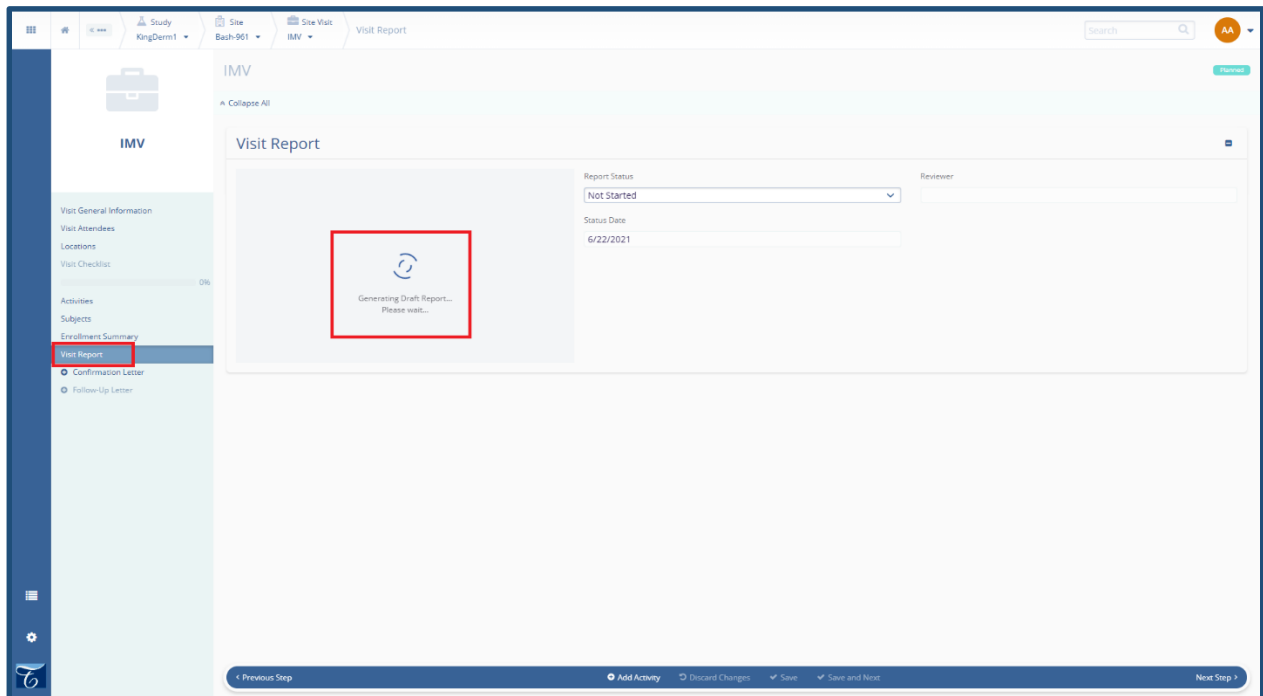 Study
KingDerm1
Site
Bash-961
Site Visit
IMV
Visit Report
Search
AA
IMV
Planned
Collapse All
IMV
Visit Report
Report Status
Reviewer
Not Started
Status Date
6/22/2021
Generating Draft Report...
Please wait...
Visit General Information
Visit Attendees
Locations
Visit Checklist
0%
Activities
Subjects
Enrollment Summary
Visit Report
Confirmation Letter
Follow-Up Letter
< Previous Step
Add Activity
Discard Changes
Save
Save and Next
Next Step >